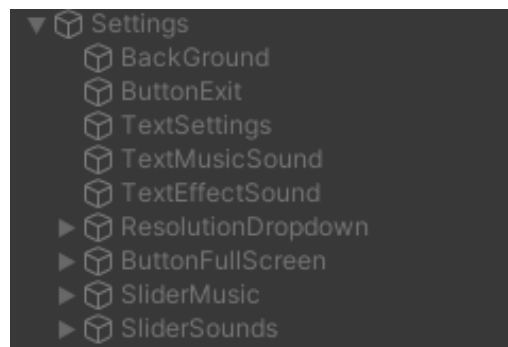 Settings
BackGround
ButtonExit
TextSettings
TextMusicSound
TextEffectSound
ResolutionDropdown
ButtonFullScreen
SliderMusic
SliderSounds